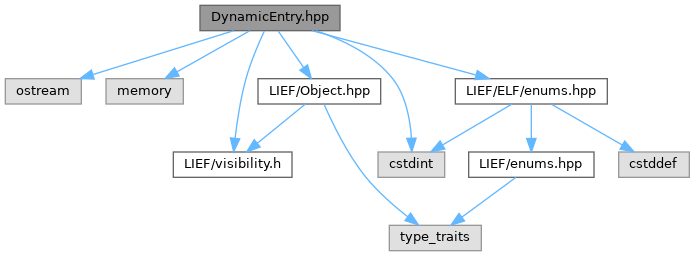 DynamicEntry.hpp
ostream
memory
LIEF/Object.hpp
LIEF/ELF/enums.hpp
LIEF/visibility.h
cstdint
LIEF/enums.hpp
cstddef
type_traits